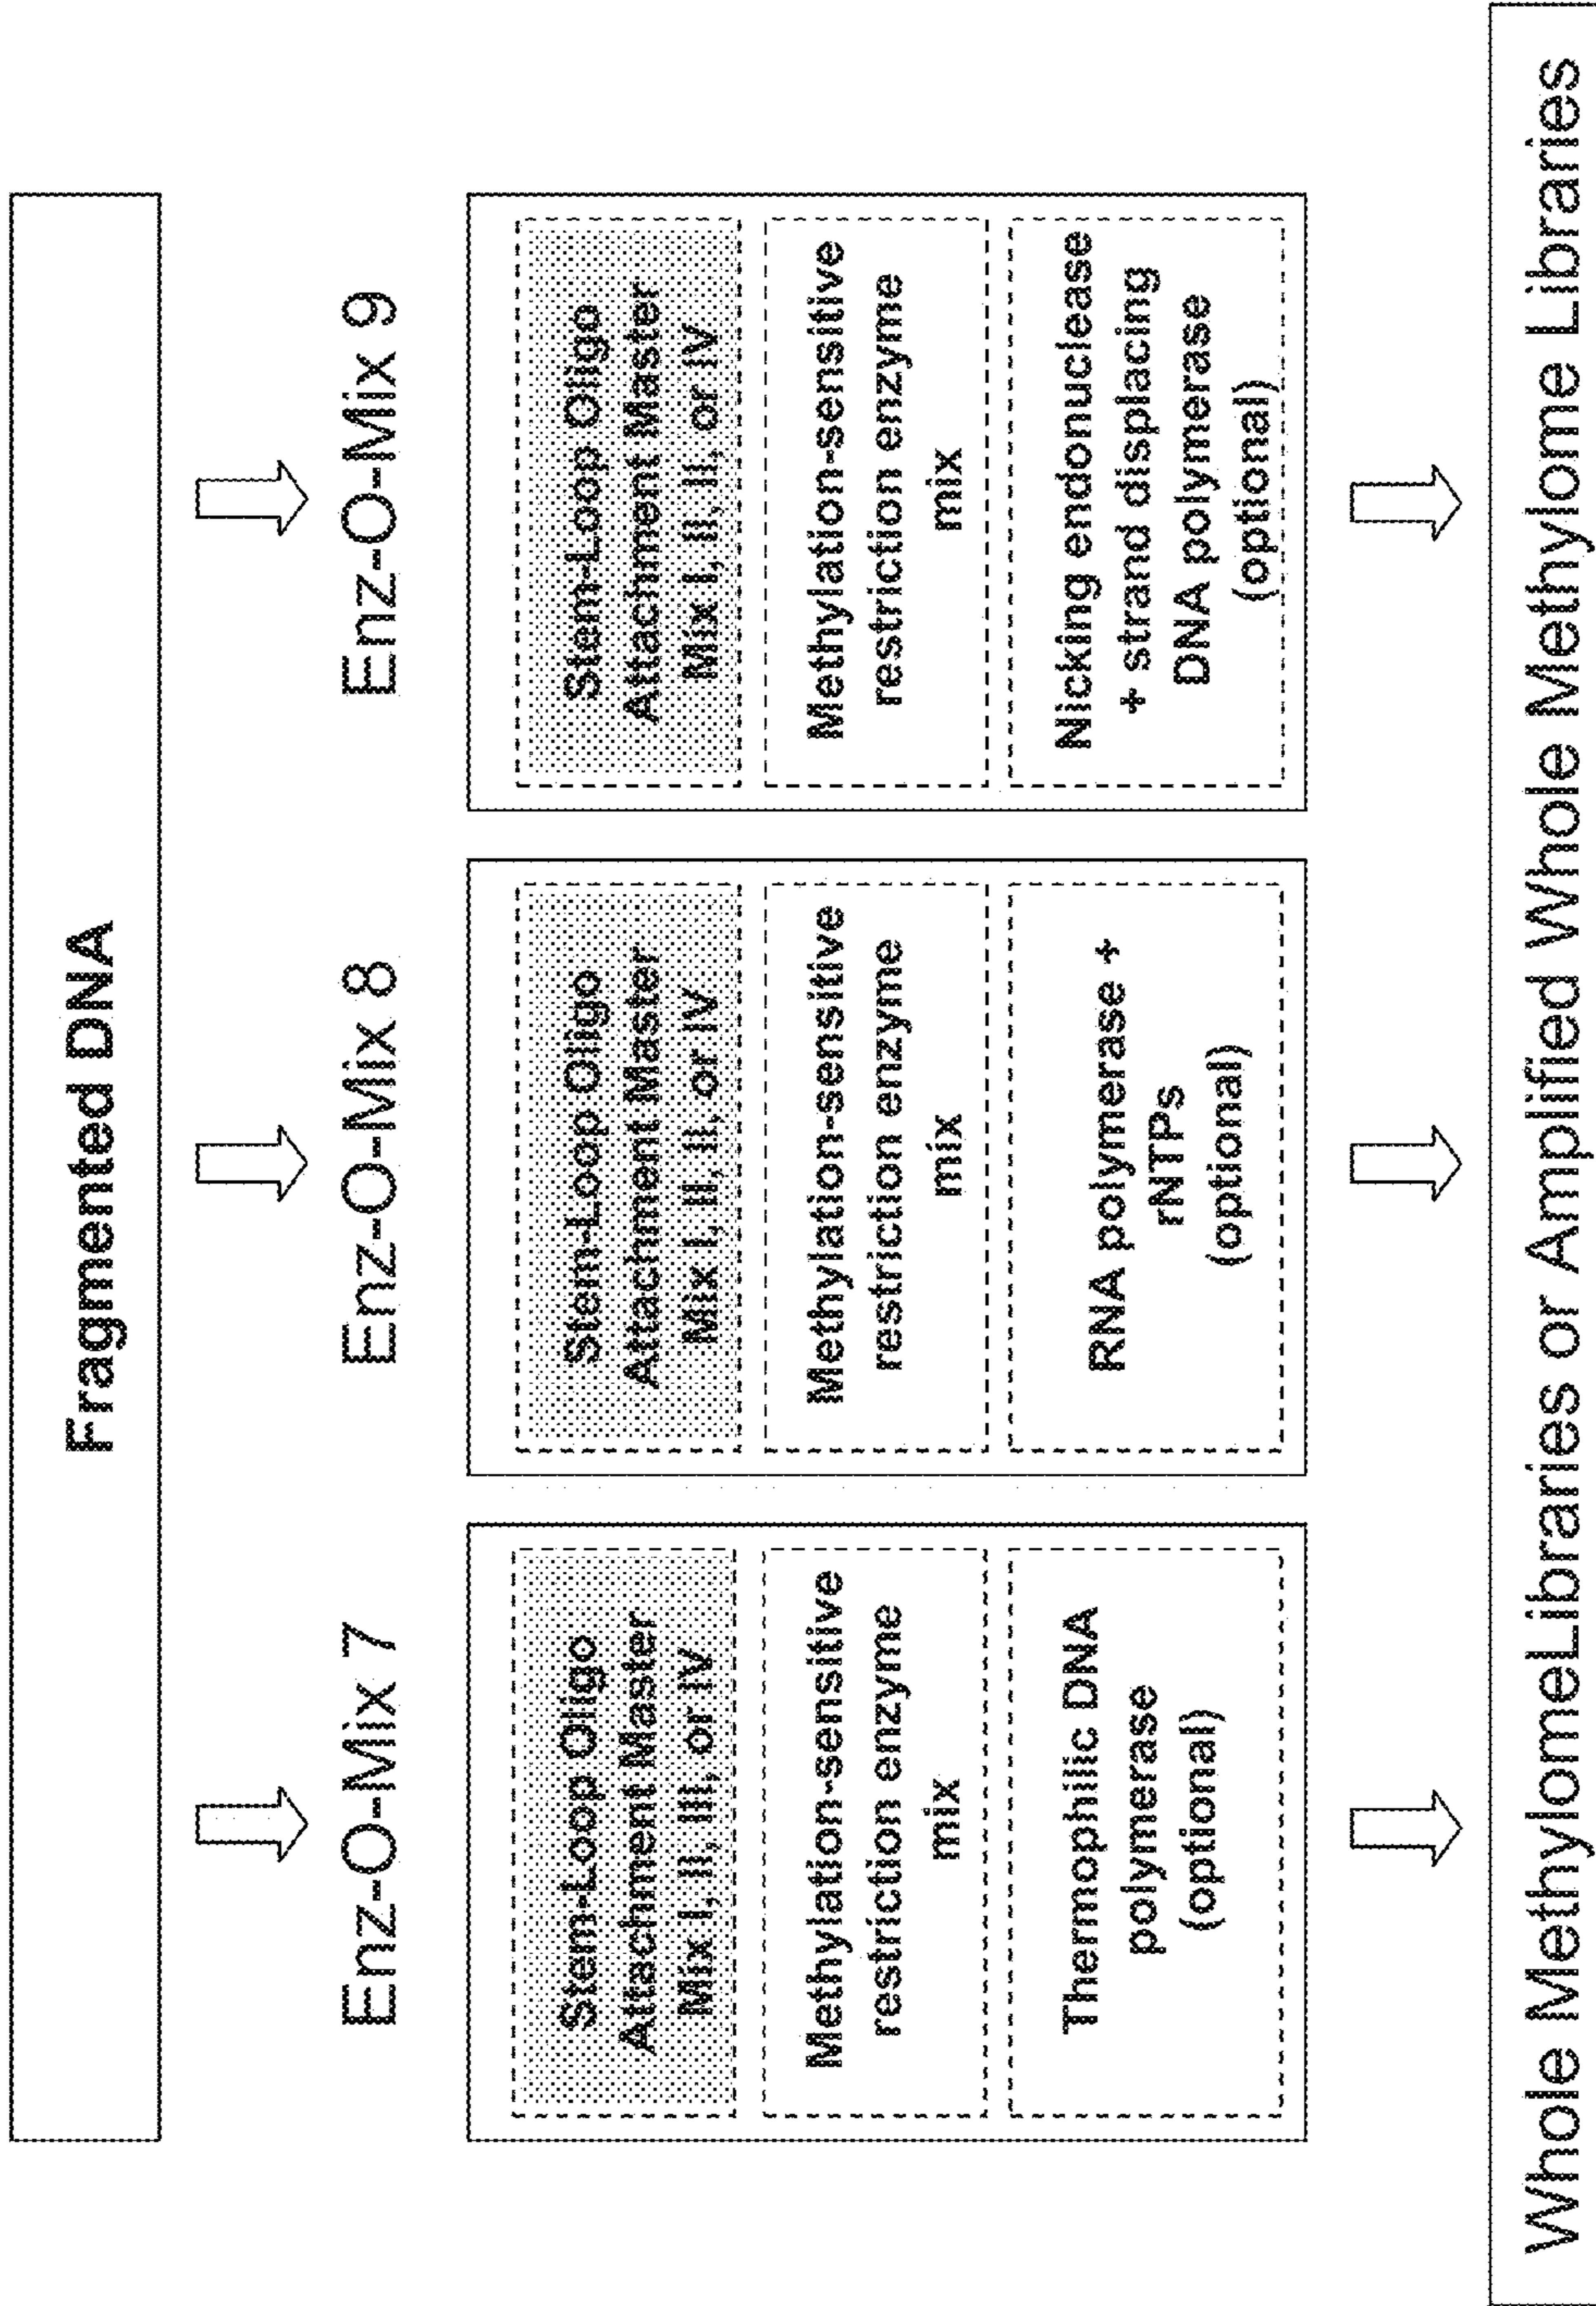 Fragmented DNA
Enz-O-Mix 7
Stem-Loop Oligo
Attachment Master
Mix I, II, III, or IV
Methylation-sensitive
restriction enzyme
mix
Thermophilic DNA
polymerase
(optional)
Enz-O-Mix 8
Stem-Loop Oligo
Attachment Master
Mix I, II, II, or IV
Methylation-sensitive
restriction enzyme
mix
RNA polymerase +
rNTPs
(optional)
Enz-O-Mix 9
Stem-Loop Oligo
Attachment Master
Mix I, II, II, or IV
Methylation-sensitive
restriction enzyme
mix
Nicking endonuclease
+ strand displacing
DNA polymerase
(optional)
Whole MethylomeLibraries or Amplified Whole Methylome Libraries